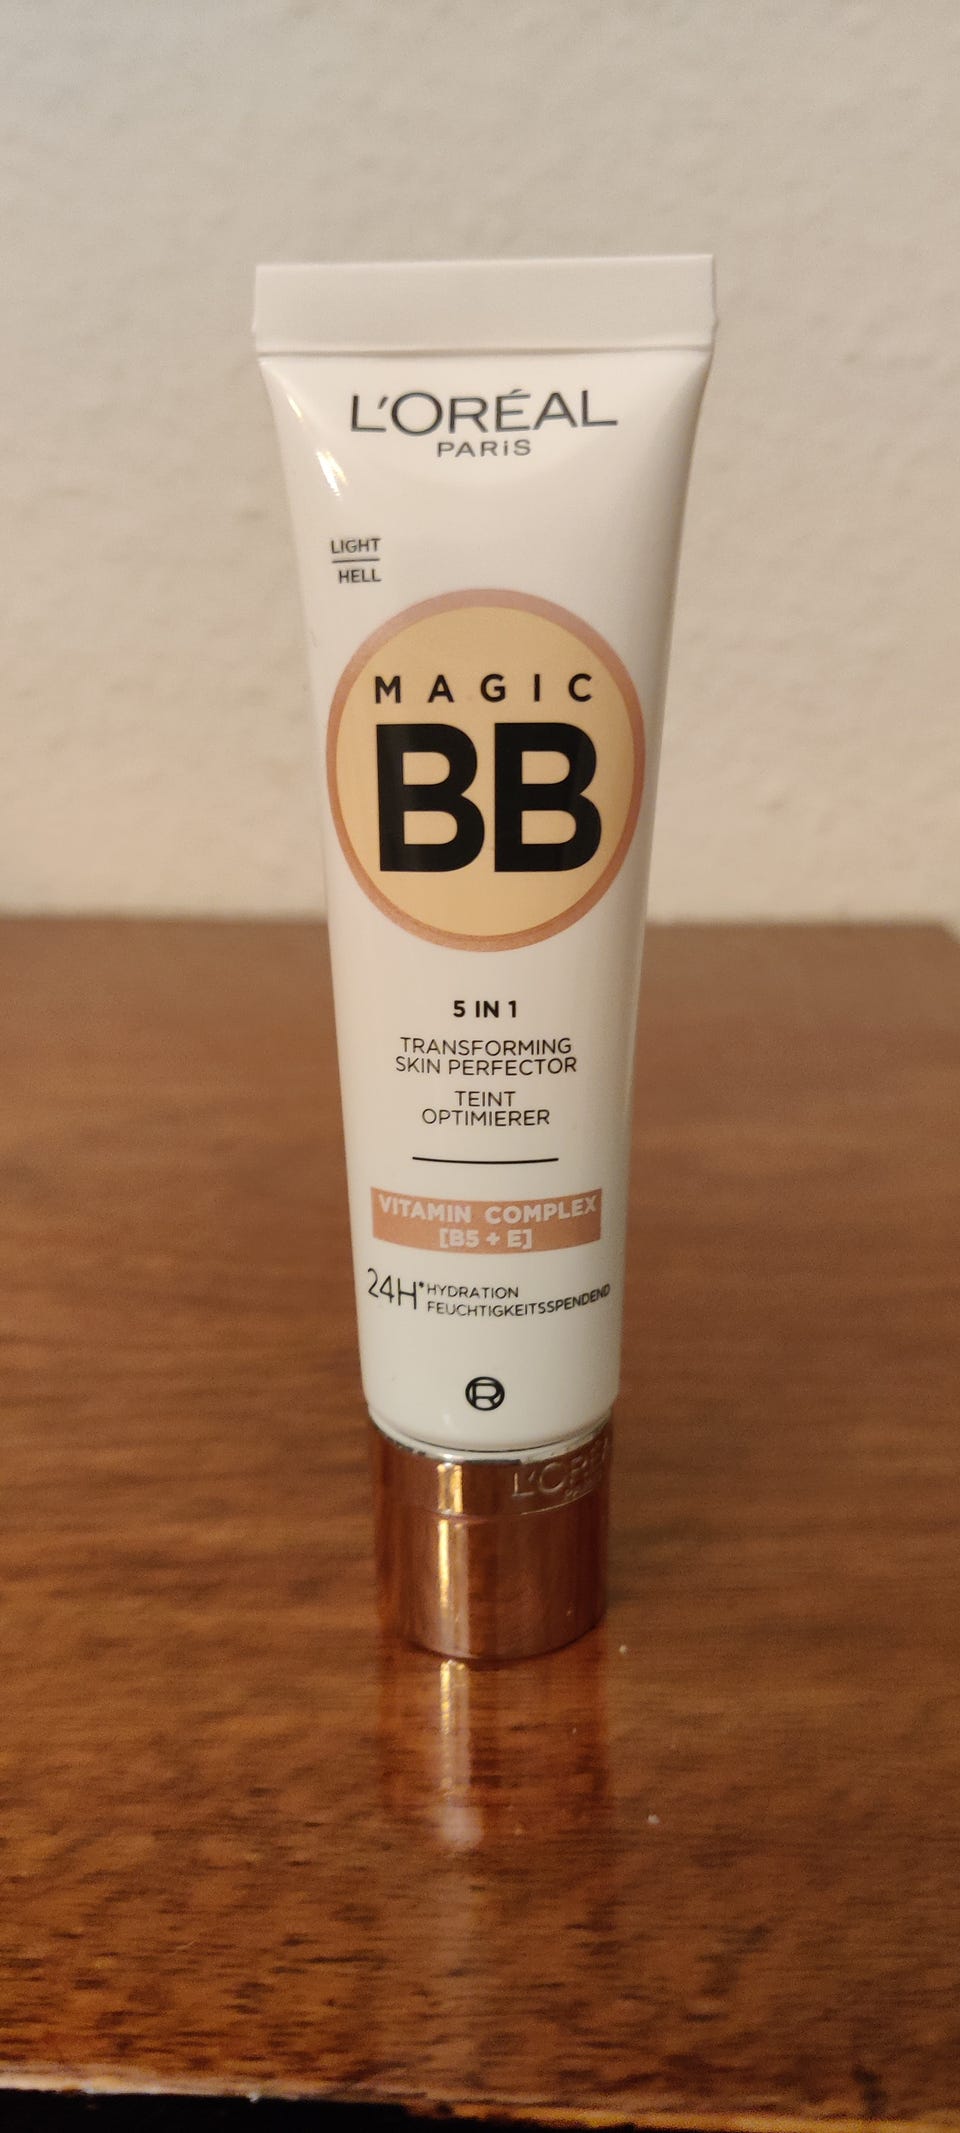 L'ORÉAL
PARiS
LIGHT
HELL
MAGIC
BB
5 IN 1
TRANSFORMING
SKIN PERFECTOR
TEINT
OPTIMIERER
VITAMIN COMPLEX
[B5 + E]
24H* HYDRATION
FEUCHTIGKEITSSPENDEND
L'ORÉA